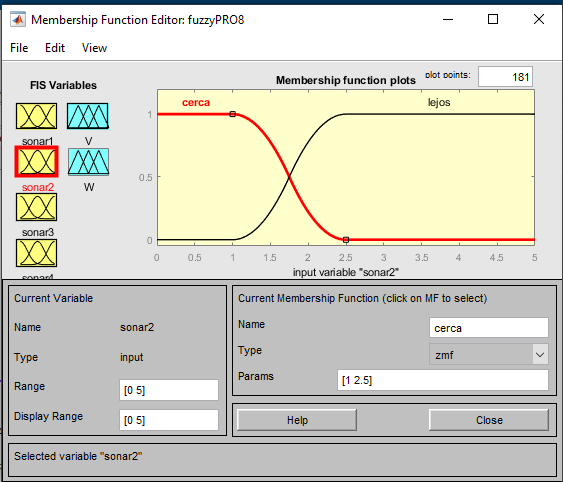 Membership Function Editor: fuzzyPRO8
File Edit View
FIS Variables
Membership function plots
plot points:
181
sonar1
V
sonar2
W
sonar3
sonar4
cerca
lejos
1
0.5
0
0 0.5 1 1.5 2 2.5 3 3.5 4 4.5 5
input variable "sonar2"
Current Variable
Name sonar2
Type input
Range [0 5]
Display Range [0 5]
Current Membership Function (click on MF to select)
Name cerca
Type zmf
Params [1 2.5]
Help Close
Selected variable "sonar2"